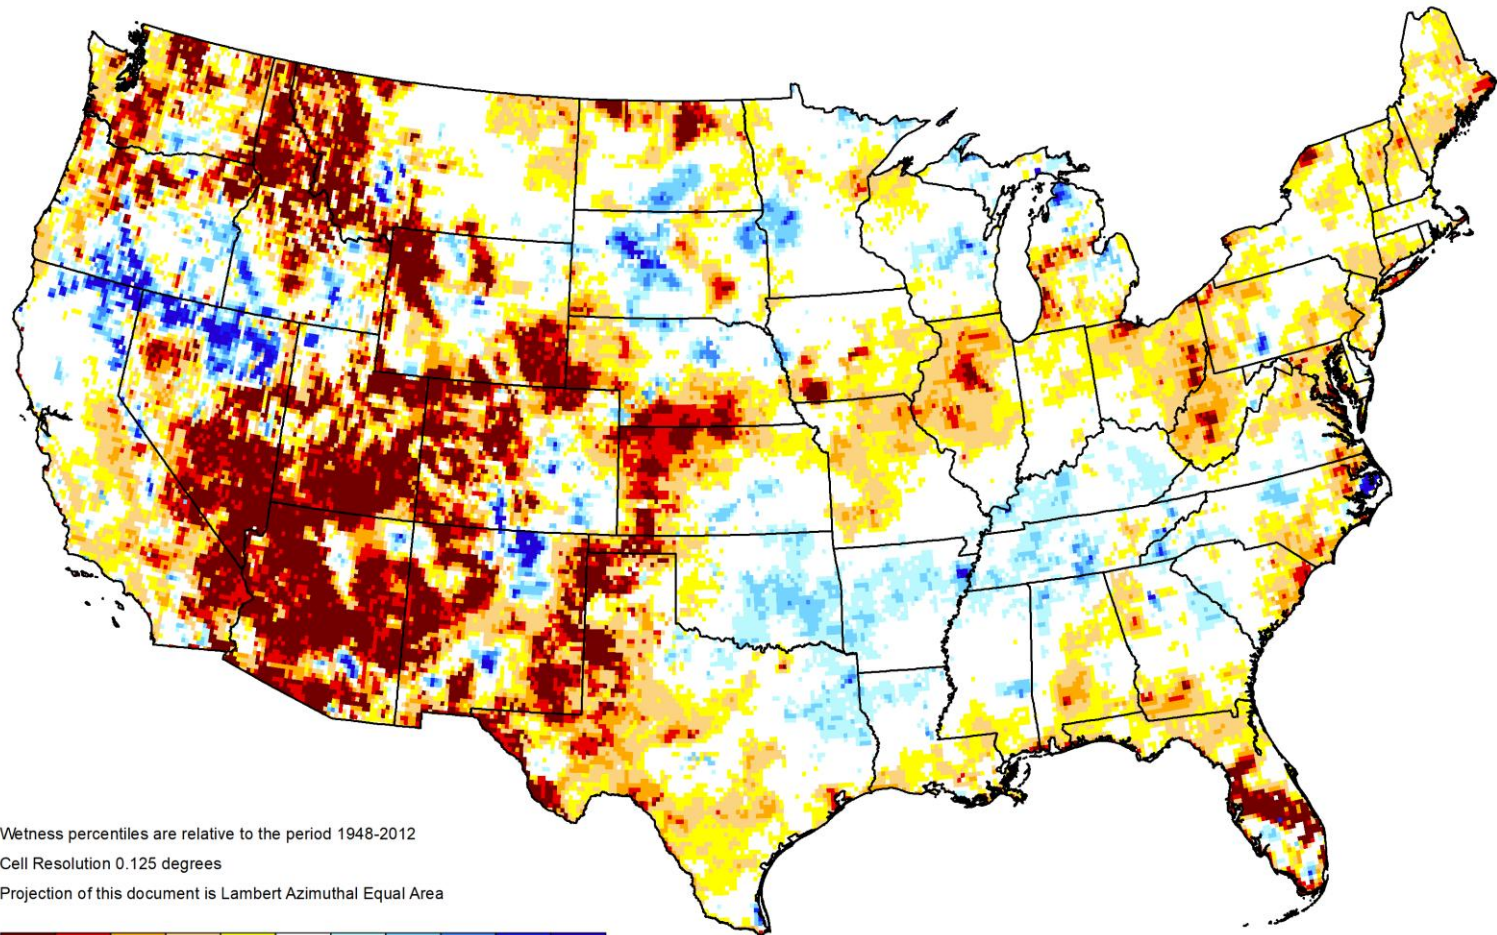 Wetness percentiles are relative to the period 1948-2012
Cell Resolution 0.125 degrees
Projection of this document is Lambert Azimuthal Equal Area